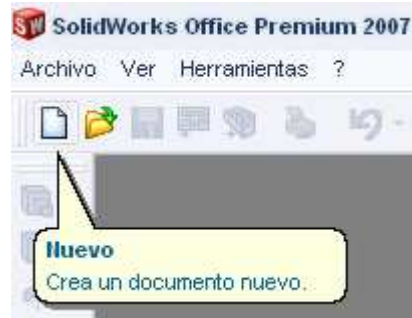 SolidWorks Office Premium 2007
Archivo Ver Herramientas ?
Nuevo
Crea un documento nuevo.